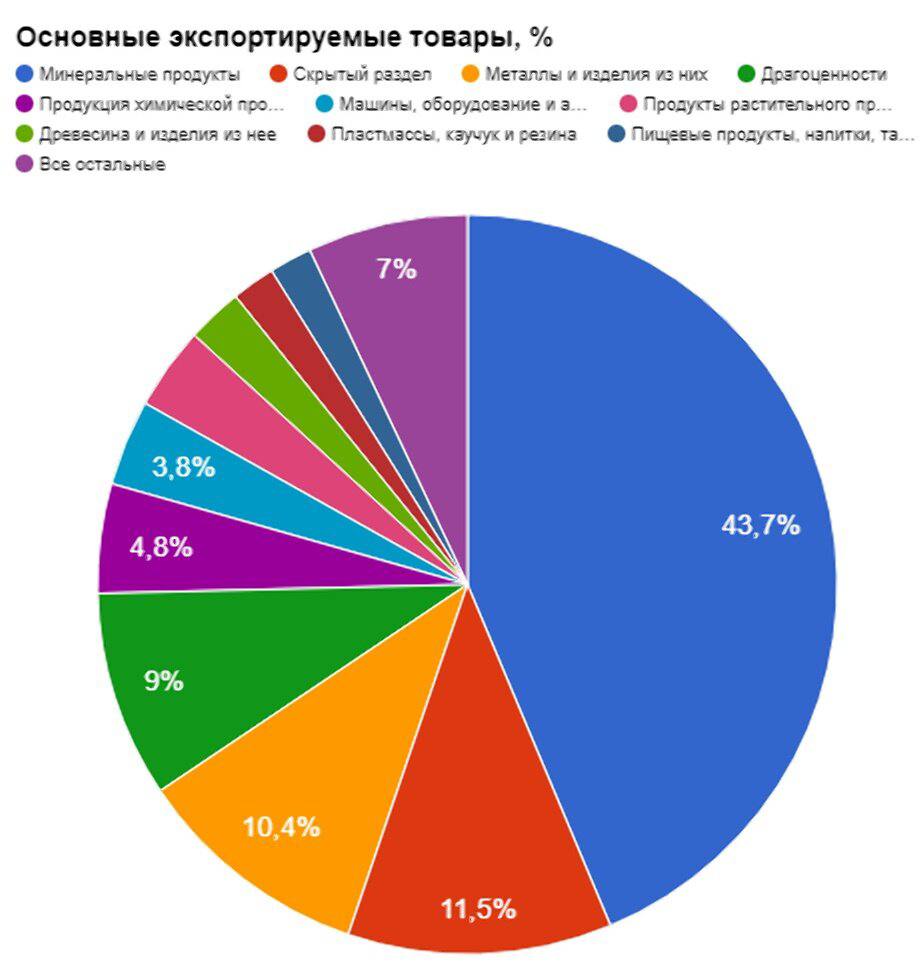 Основные экспортируемые товары, %
Минеральные продукты Скрытый раздел Металлы и изделия из них Драгоценности
Продукция химической про... Машины, оборудование и а... Продукты растительного пр...
Древесина и изделия из нее Пластмассы, каучук и резина Пищевые продукты, напитки, та...
Все остальные
7%
3,8%
43,7%
4,8%
9%
10,4%
11,5%